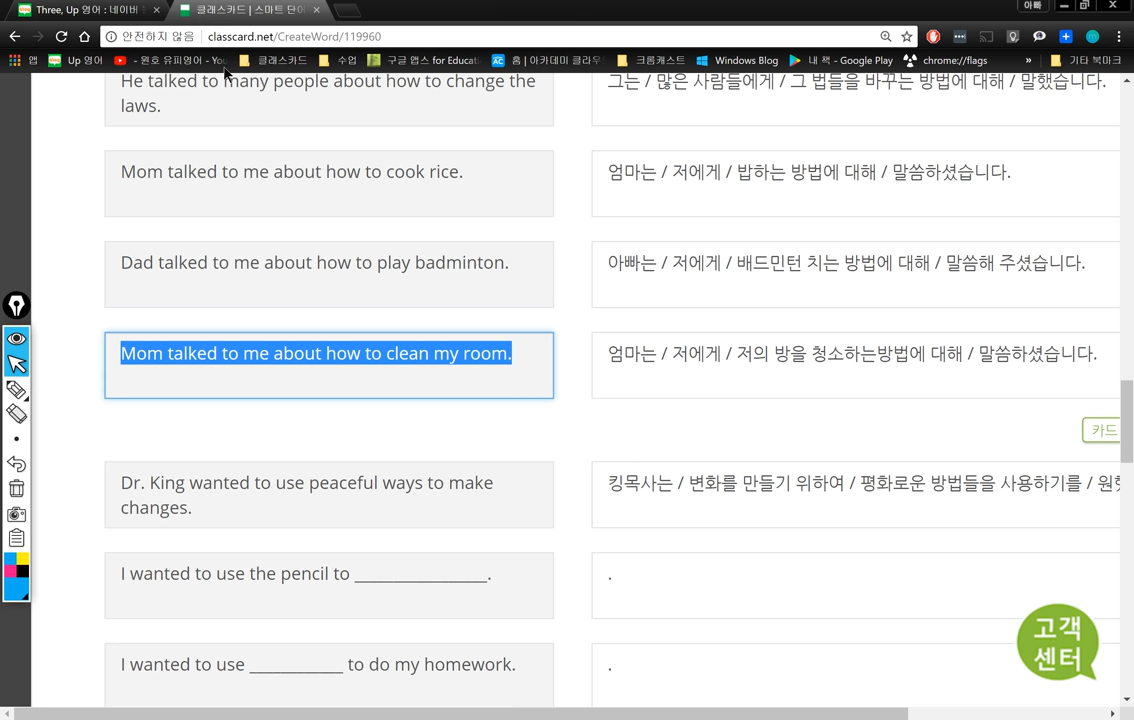 Three, Up 영어 : 네이버
클래스카드 | 스마트 단어
아빠
안전하지 않음 classcard.net/CreateWord/119960
앱 Up 영어 - 원호 유피영어 - You 클래스카드 수업 구글 앱스 for Educati 홈 | 아카데미 클라우 크롬캐스트 Windows Blog 내 책 - Google Play chrome://flags » 기타 북마크
He talked to many people about how to change the
laws.
그는 / 많은 사람들에게 / 그 법들을 바꾸는 방법에 대해 / 말했습니다.
Mom talked to me about how to cook rice.
엄마는 / 저에게 / 밥하는 방법에 대해 / 말씀하셨습니다.
Dad talked to me about how to play badminton.
아빠는 / 저에게 / 배드민턴 치는 방법에 대해 / 말씀해 주셨습니다.
Mom talked to me about how to clean my room.
엄마는 / 저에게 / 저의 방을 청소하는방법에 대해 / 말씀하셨습니다.
카드
Dr. King wanted to use peaceful ways to make
changes.
킹목사는 / 변화를 만들기 위하여 / 평화로운 방법들을 사용하기를 /
I wanted to use the pencil to _______________.
.
I wanted to use ___________ to do my homework.
.
고객
센터